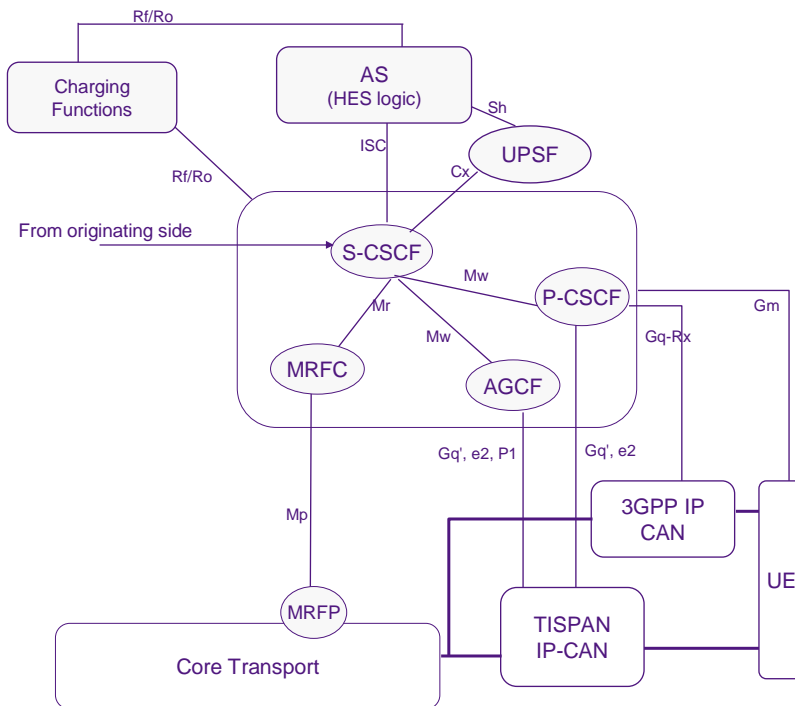 Rf/Ro
AS
(HES logic)
Charging
Functions
Sh
ISC
UPSF
Rf/Ro
Cx
From originating side
S-CSCF
Mw
P-CSCF
Gm
Mr
Mw
Gq-Rx
MRFC
AGCF
Gq', e2, P1
Gq', e2
3GPP IP
CAN
Mp
UE
MRFP
TISPAN
IP-CAN
Core Transport